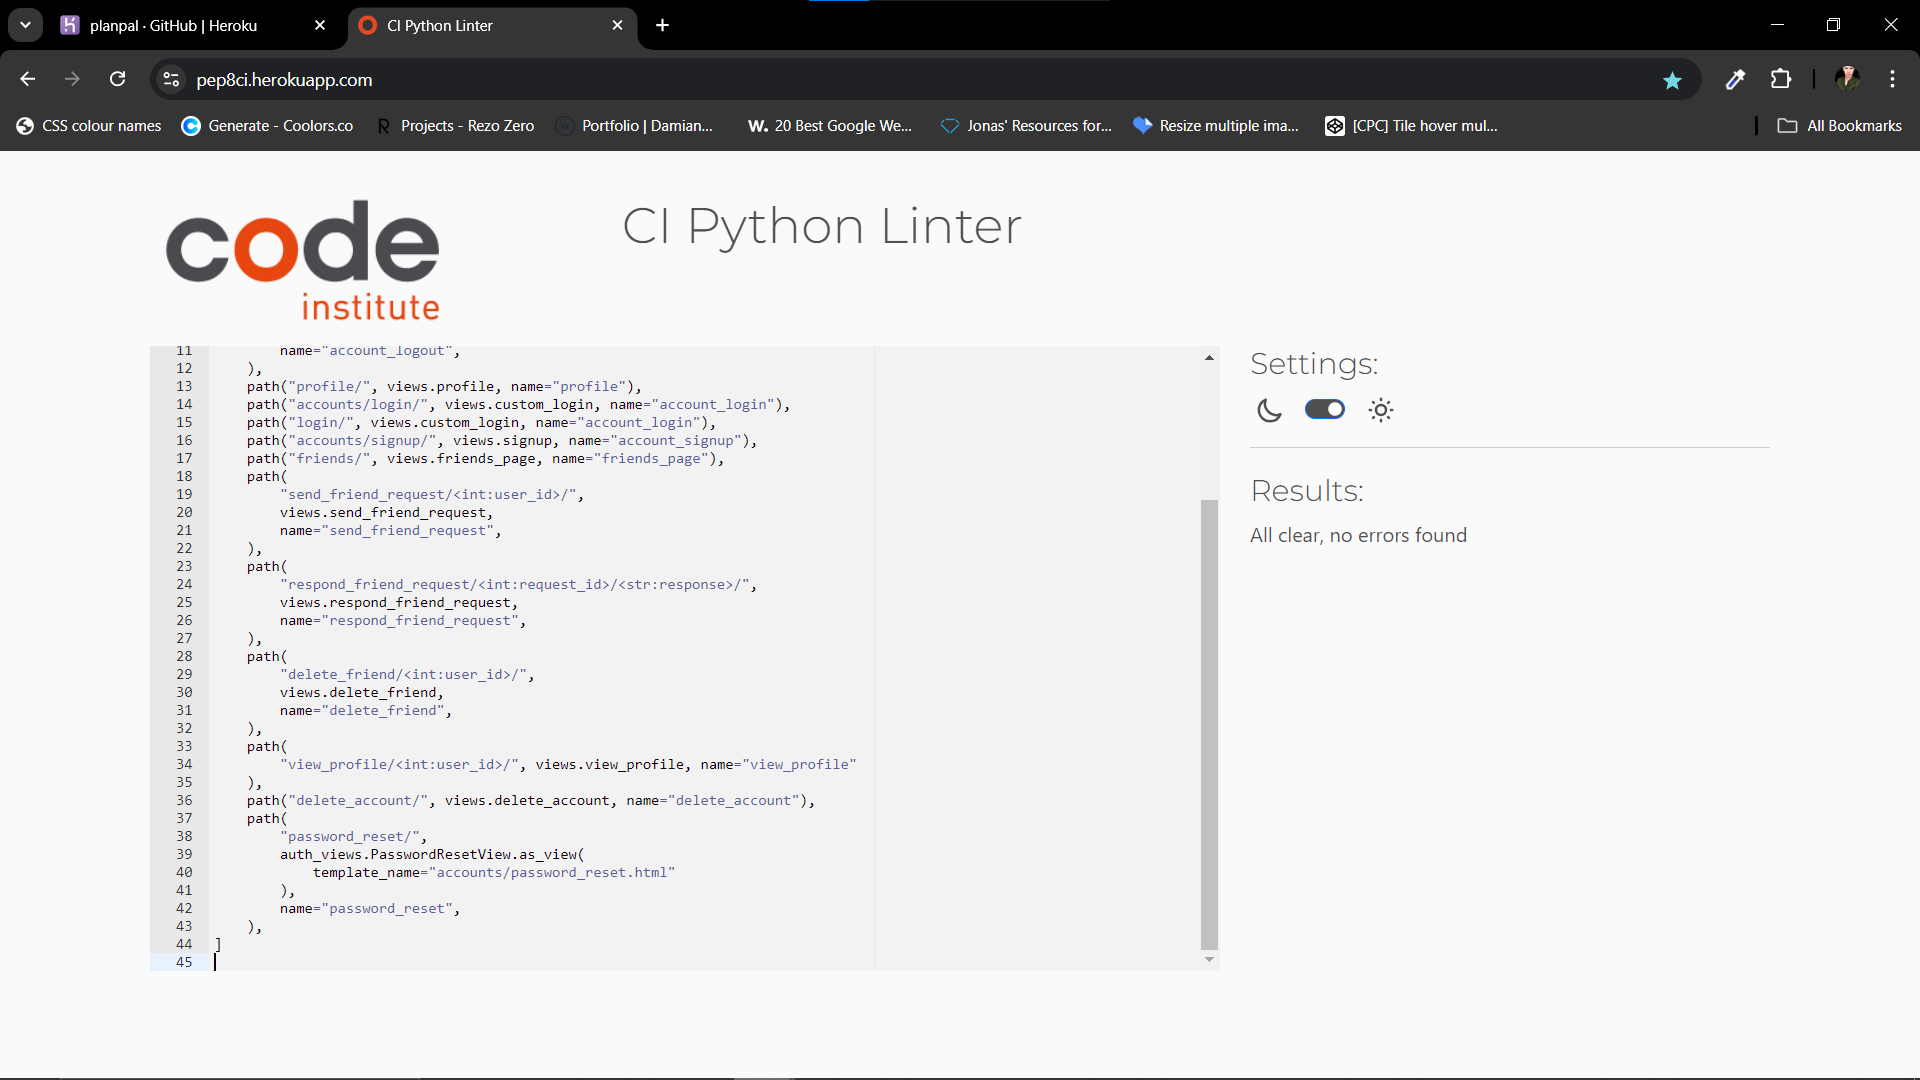 planpal · GitHub | Heroku
CI Python Linter
pep8ci.herokuapp.com
CSS colour names
Generate - Coolors.co
Projects - Rezo Zero
Portfolio | Damian...
20 Best Google We...
Jonas' Resources for...
Resize multiple ima...
[CPC] Tile hover mul...
All Bookmarks
code
institute
CI Python Linter
11 name="account_logout",
12 ),
13 path("profile/", views.profile, name="profile"),
14 path("accounts/login/", views.custom_login, name="account_login"),
15 path("login/", views.custom_login, name="account_login"),
16 path("accounts/signup/", views.signup, name="account_signup"),
17 path("friends/", views.friends_page, name="friends_page"),
18 path(
19 "send_friend_request/<int:user_id>/",
20 views.send_friend_request,
21 name="send_friend_request",
22 ),
23 path(
24 "respond_friend_request/<int:request_id>/<str:response>/",
25 views.respond_friend_request,
26 name="respond_friend_request",
27 ),
28 path(
29 "delete_friend/<int:user_id>/",
30 views.delete_friend,
31 name="delete_friend",
32 ),
33 path(
34 "view_profile/<int:user_id>/", views.view_profile, name="view_profile"
35 ),
36 path("delete_account/", views.delete_account, name="delete_account"),
37 path(
38 "password_reset/",
39 auth_views.PasswordResetView.as_view(
40 template_name="accounts/password_reset.html"
41 ),
42 name="password_reset",
43 ),
44 ]
45
Settings:
Results:
All clear, no errors found